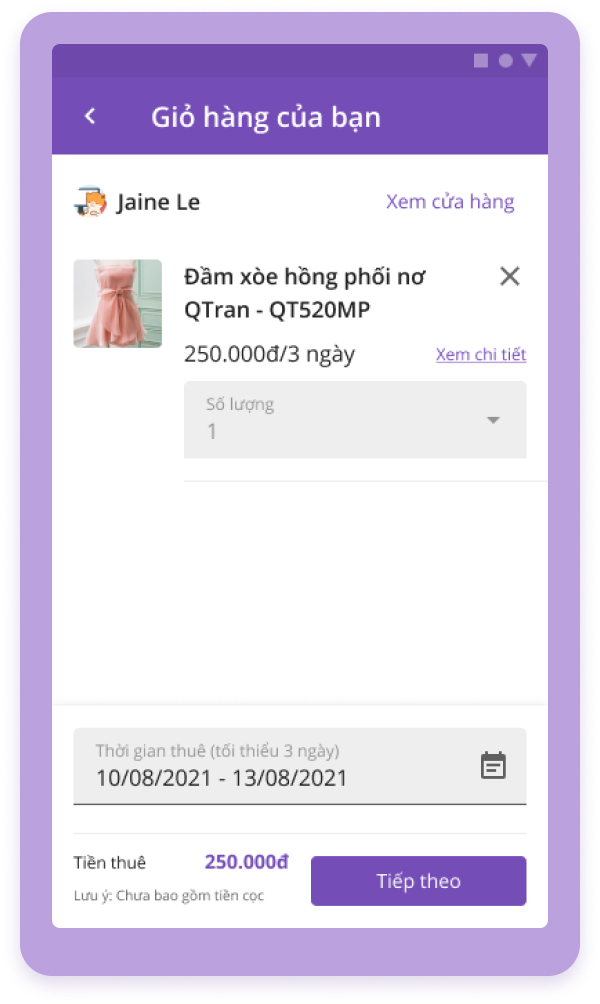 Giỏ hàng của bạn
Jaine Le
Xem cửa hàng
Đầm xòe hồng phối nơ
QTran - QT520MP
250.000đ/3 ngày
Xem chi tiết
Số lượng
1
Thời gian thuê (tối thiểu 3 ngày)
10/08/2021 - 13/08/2021
Tiền thuê
250.000đ
Lưu ý: Chưa bao gồm tiền cọc
Tiếp theo